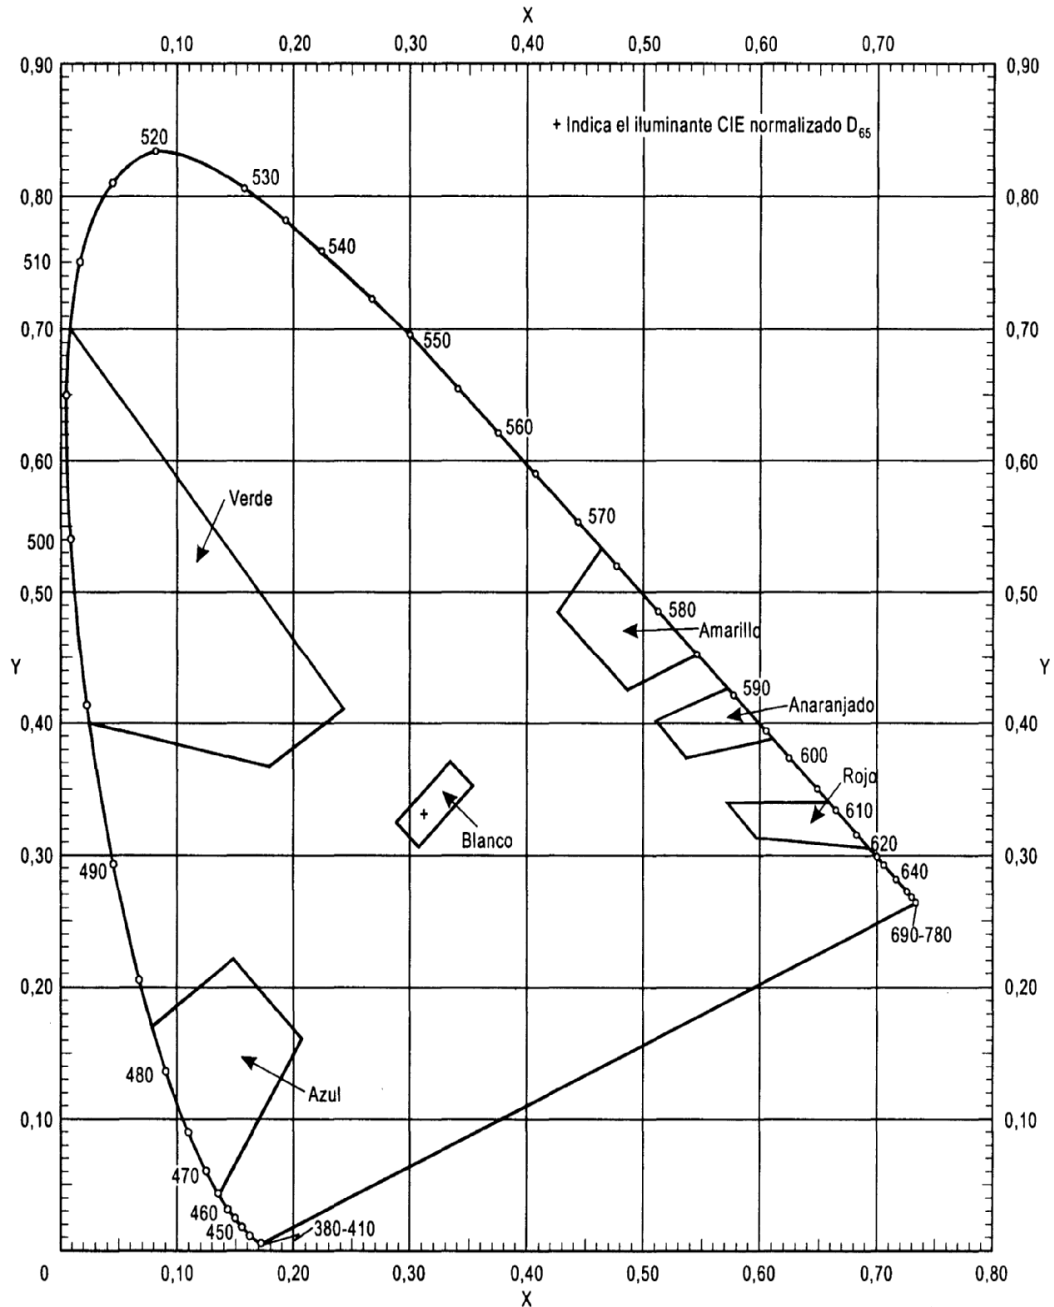 X
0,10 0,20 0,30 0,40 0,50 0,60 0,70
0,90 0,90
+ Indica el iluminante CIE normalizado D65
520
530
0,80 0,80
540
510
0,70 0,70
550
560
0,60 0,60
Verde
570
500
0,50 0,50
580
Amarillo
Y Y
590
Anaranjado
0,40 0,40
600
Rojo
610
Blanco
620
0,30 0,30
490 640
690-780
0,20 0,20
480
Azul
0,10 0,10
470
460
450 380-410
0 0,10 0,20 0,30 0,40 0,50 0,60 0,70 0,80
X